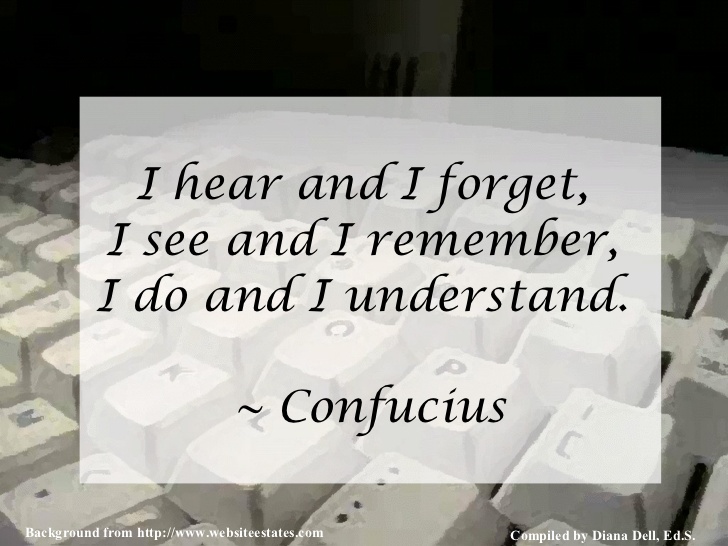 I hear and I forget,
I see and I remember,
I do and I understand.
~ Confucius
Background from http://www.websiteestates.com
Compiled by Diana Dell, Ed.S.